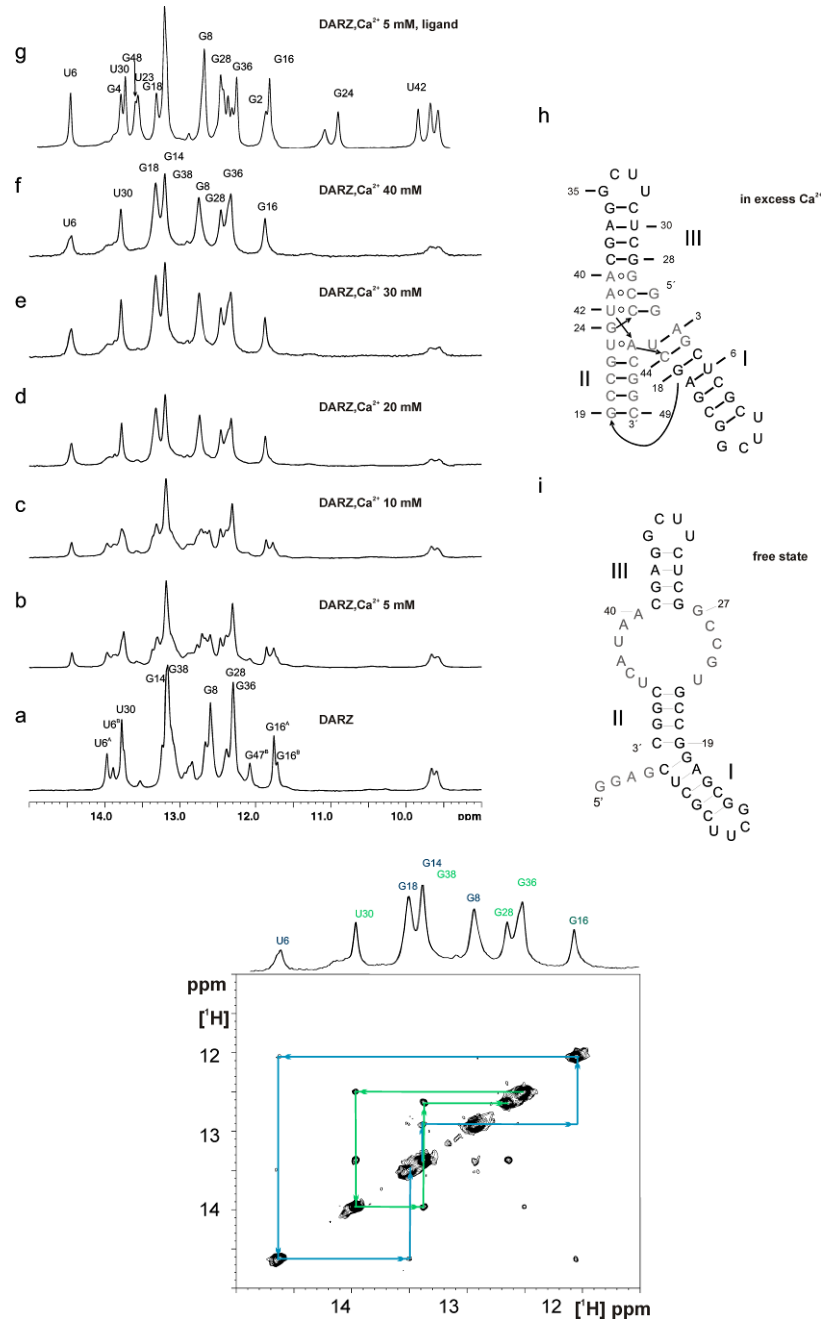 g
DARZ,Ca²⁺ 5 mM, ligand
U6 G4 U30 G48 U23 G18 G8 G28 G36 G2 G16 G24 U42
f
DARZ,Ca²⁺ 40 mM
U6 U30 G18 G14 G38 G8 G28 G36 G16
e
DARZ,Ca²⁺ 30 mM
d
DARZ,Ca²⁺ 20 mM
c
DARZ,Ca²⁺ 10 mM
b
DARZ,Ca²⁺ 5 mM
a
DARZ
U6ᴬ U6ᴮ U30 G14 G38 G8 G28 G36 G47ᴮ G16ᴬ G16ᴮ
14.0 13.0 12.0 11.0 10.0 ppm
h
in excess Ca²⁺
C U
G U
35 G C
G U 30
A C III
G C
C G 28
40 A G 5´
A C G
42 U C G
24 G A U A 3
U C G C 6
C G 44 G U I
II C G 18 A C G
C G G C C U
19 G C 49 G G U
3´ G C
i
free state
C U
G U
G C
III A U
G C
C G
40 A G 27
A C
U C
A G
C U
U G
C C
II G C
G G
3´ C 19
5´ G G A G C A G I
U C G G
C G C G
C U U C
G14
G18 G38
U6 U30 G8 G28 G36 G16
ppm
[¹H]
12
13
14
14 13 12 [¹H] ppm